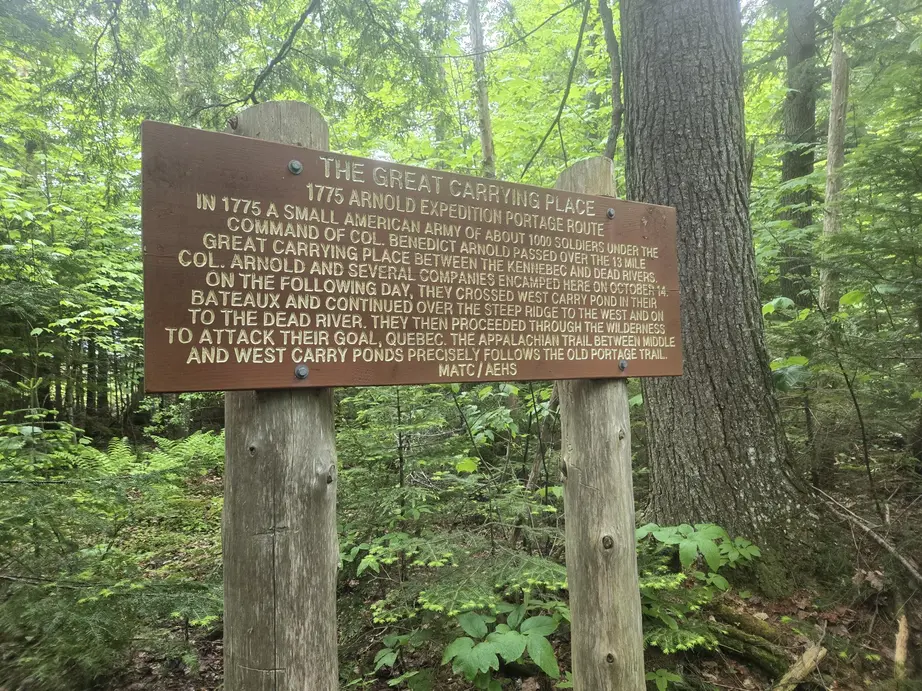 THE GREAT CARRYING PLACE
1775 ARNOLD EXPEDITION PORTAGE ROUTE
IN 1775 A SMALL AMERICAN ARMY OF ABOUT 1000 SOLDIERS UNDER THE
COMMAND OF COL. BENEDICT ARNOLD PASSED OVER THE 13 MILE
GREAT CARRYING PLACE BETWEEN THE KENNEBEC AND DEAD RIVERS.
COL. ARNOLD AND SEVERAL COMPANIES ENCAMPED HERE ON OCTOBER 14.
ON THE FOLLOWING DAY, THEY CROSSED WEST CARRY POND IN THEIR
BATEAUX AND CONTINUED OVER THE STEEP RIDGE TO THE WEST AND ON
TO THE DEAD RIVER. THEY THEN PROCEEDED THROUGH THE WILDERNESS
TO ATTACK THEIR GOAL, QUEBEC. THE APPALACHIAN TRAIL BETWEEN MIDDLE
AND WEST CARRY PONDS PRECISELY FOLLOWS THE OLD PORTAGE TRAIL.
MATC/AEHS